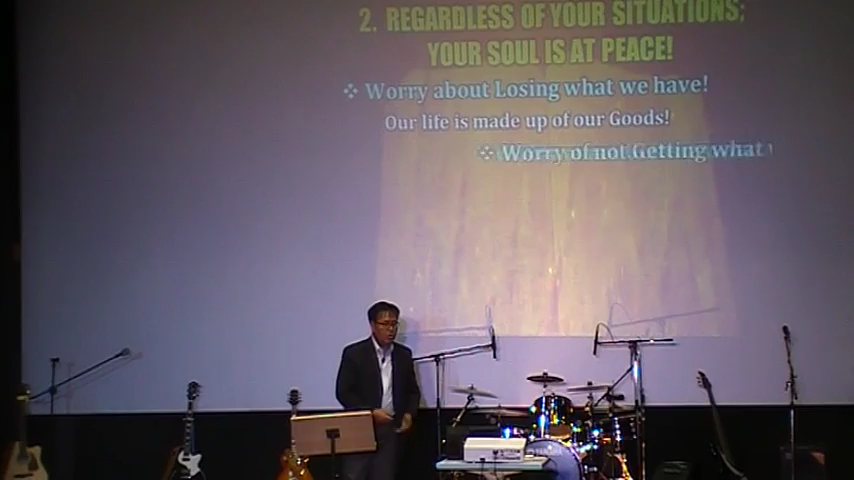 2. REGARDLESS OF YOUR SITUATIONS;
YOUR SOUL IS AT PEACE!
❖ Worry about Losing what we have!
Our life is made up of our Goods!
❖ Worry of not Getting what